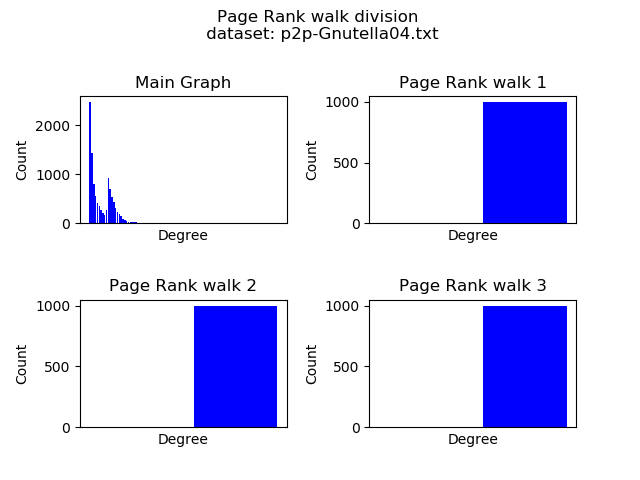 Page Rank walk division
dataset: p2p-Gnutella04.txt
Main Graph
Count
2000
1000
0
Degree
Page Rank walk 1
Count
1000
500
0
Degree
Page Rank walk 2
Count
1000
500
0
Degree
Page Rank walk 3
Count
1000
500
0
Degree